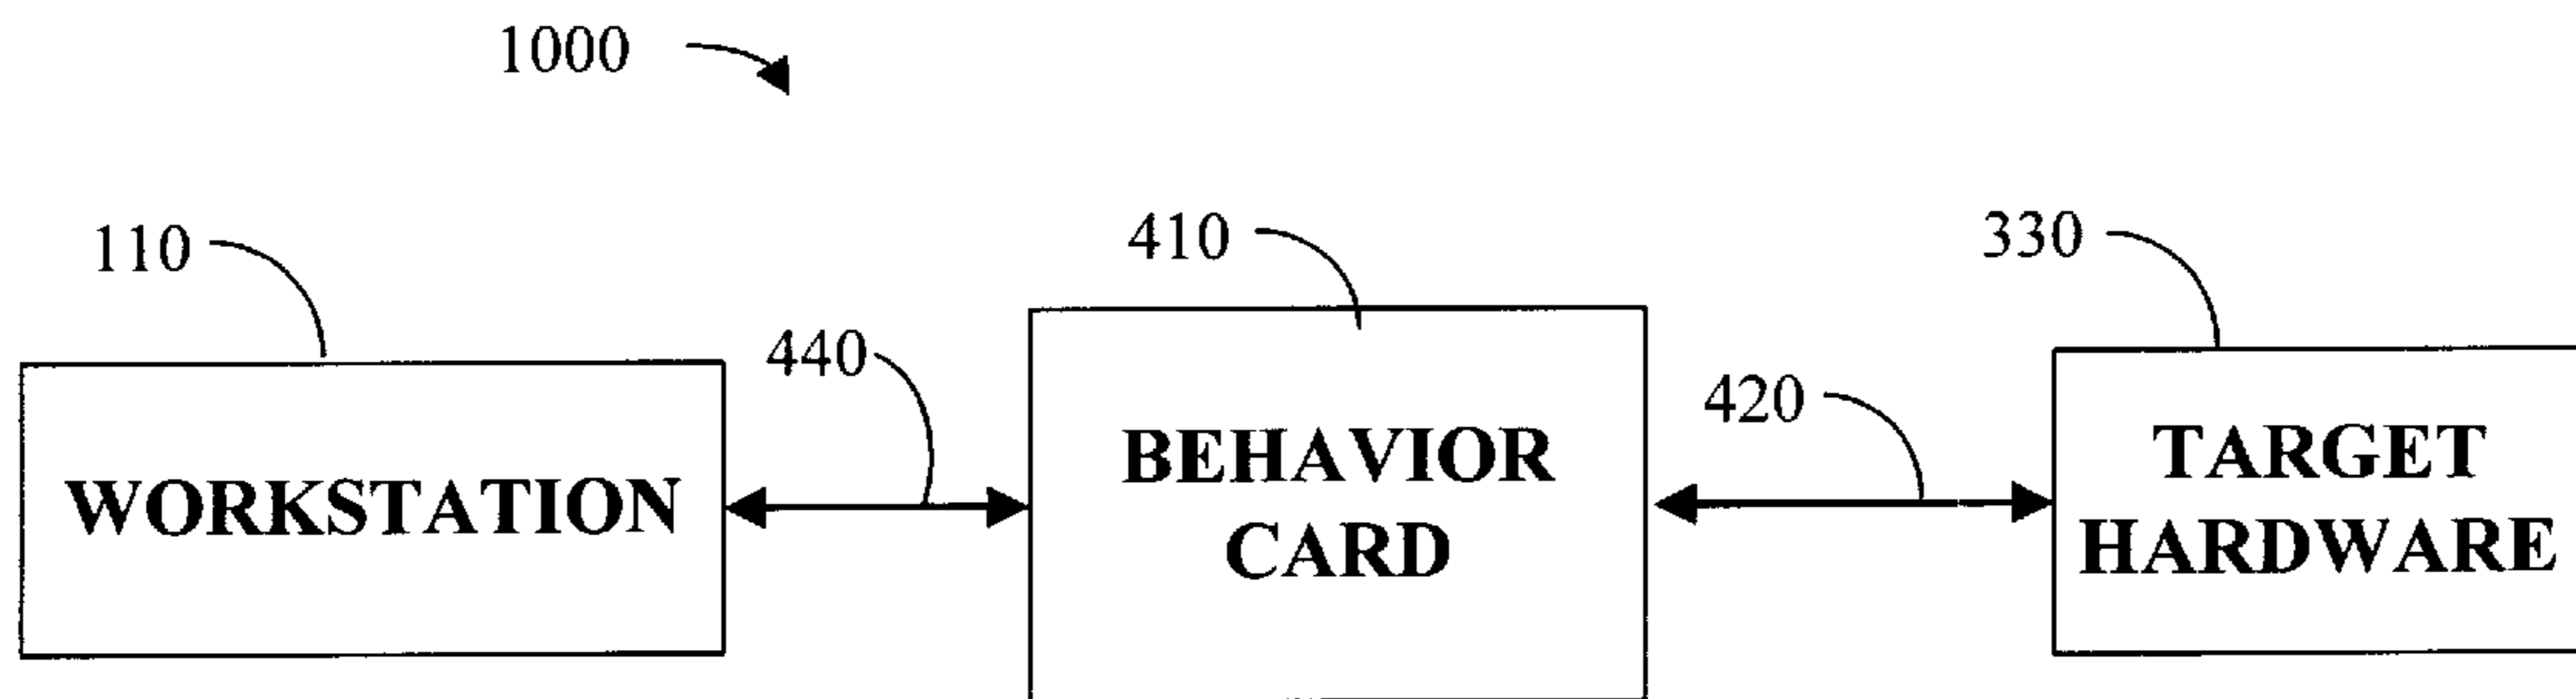 1000
110
410
330
440
420
WORKSTATION
BEHAVIOR
CARD
TARGET
HARDWARE